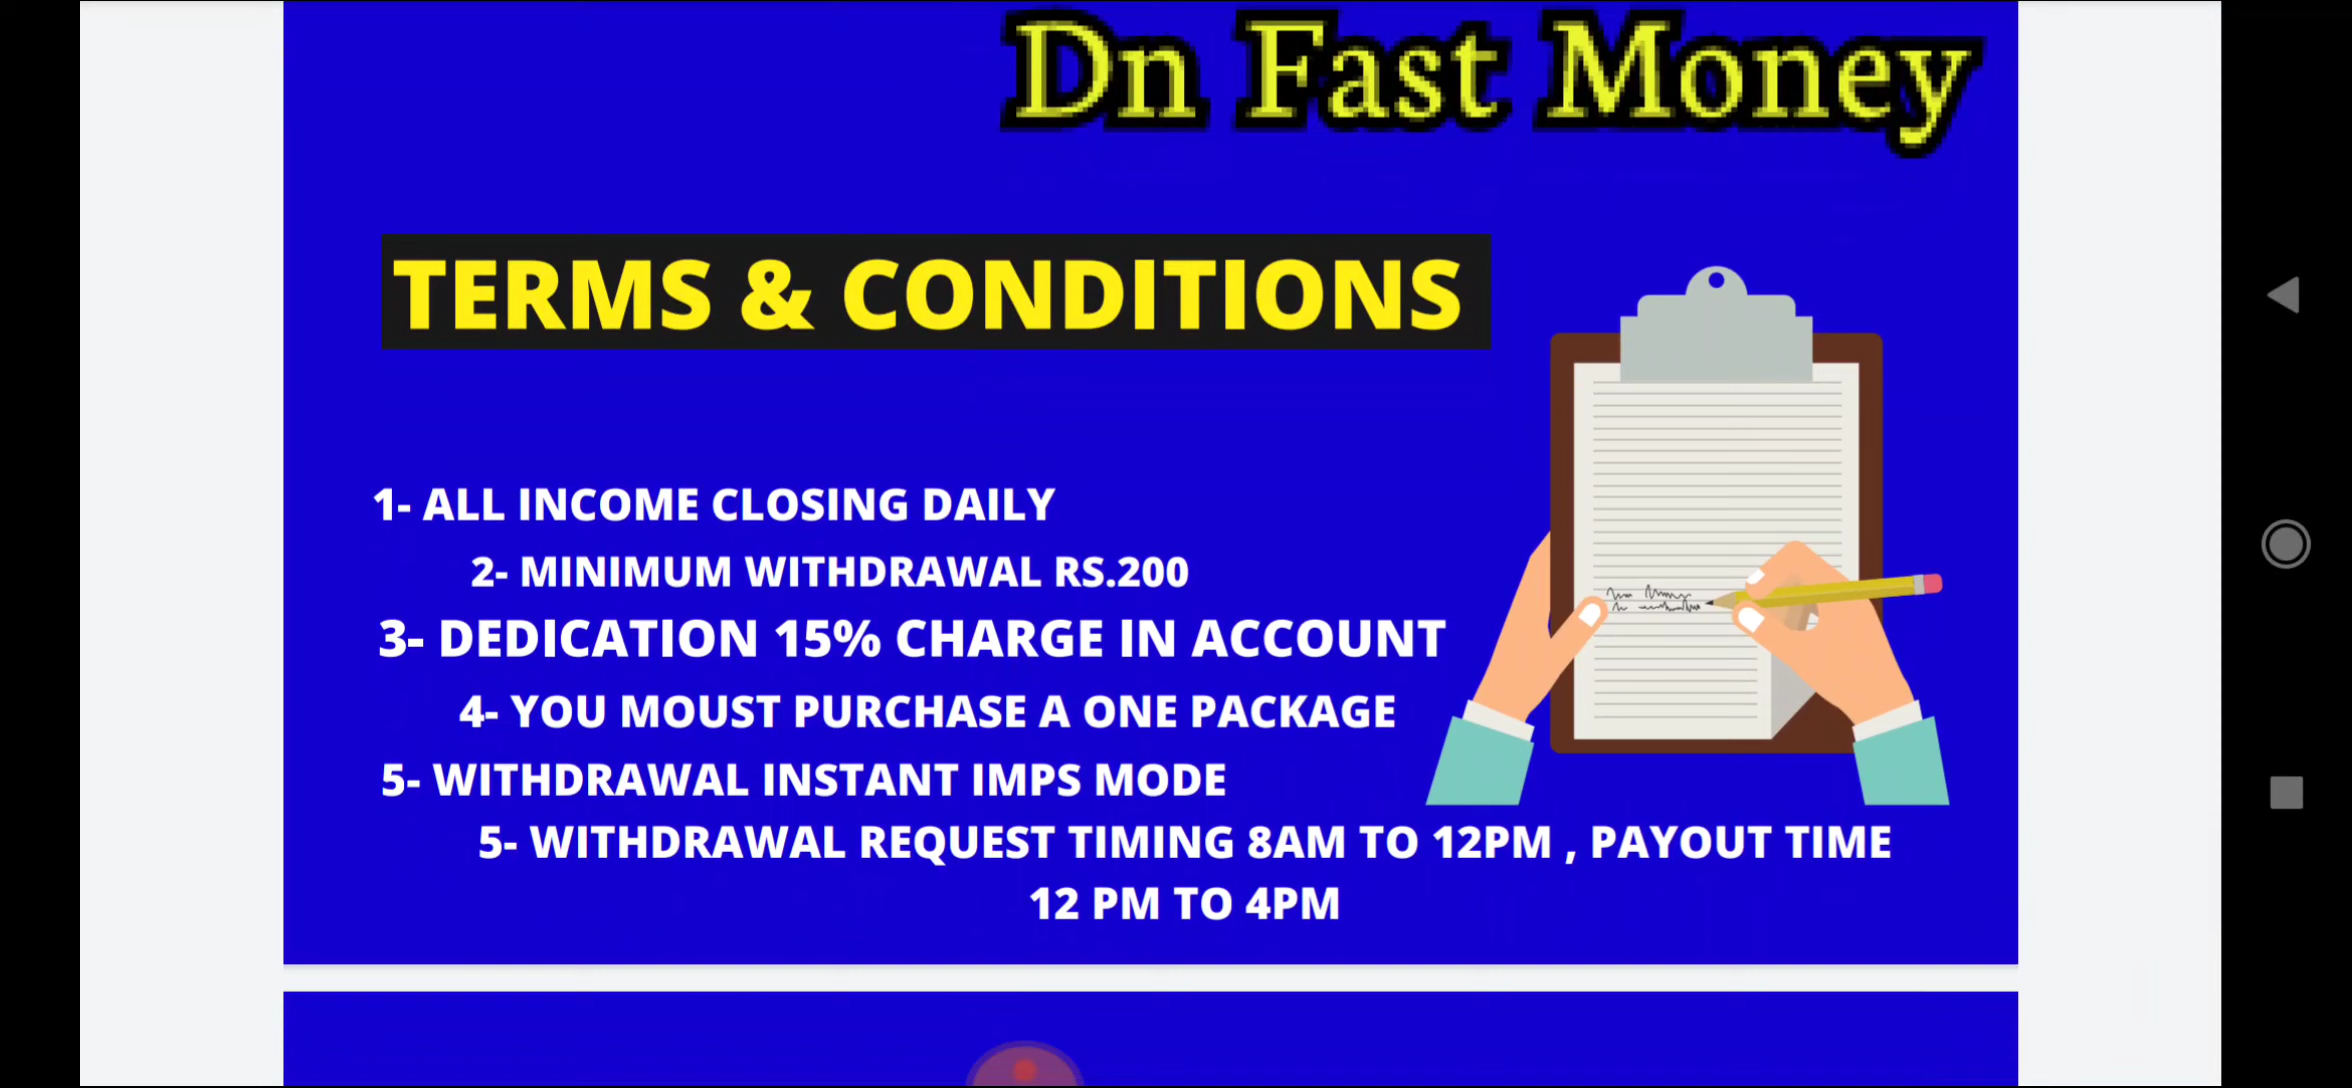 Dn Fast Money
TERMS & CONDITIONS
1- ALL INCOME CLOSING DAILY
2- MINIMUM WITHDRAWAL RS.200
3- DEDICATION 15% CHARGE IN ACCOUNT
4- YOU MOUST PURCHASE A ONE PACKAGE
5- WITHDRAWAL INSTANT IMPS MODE
5- WITHDRAWAL REQUEST TIMING 8AM TO 12PM , PAYOUT TIME
12 PM TO 4PM